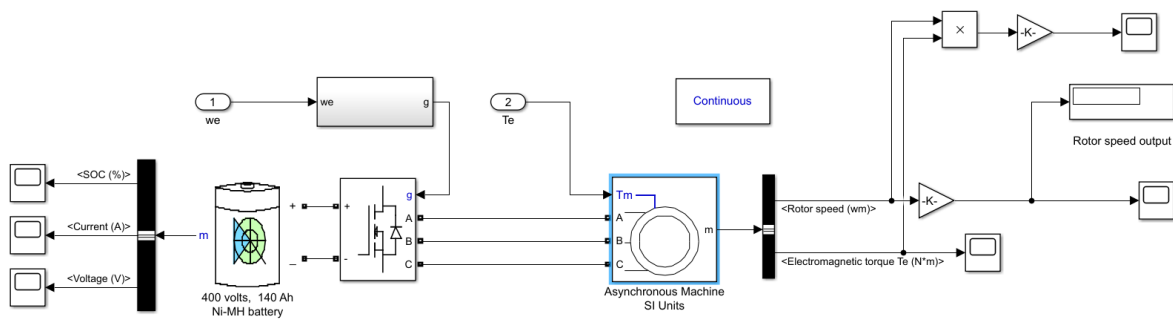 ×
-K-
1
we
we
g
2
Te
Continuous
Rotor speed output
<SOC (%)>
<Current (A)>
<Voltage (V)>
m
+
_
400 volts, 140 Ah
Ni-MH battery
+
-
g
A
B
C
Tm
A
B
C
m
Asynchronous Machine
SI Units
<Rotor speed (wm)>
-K-
<Electromagnetic torque Te (N*m)>